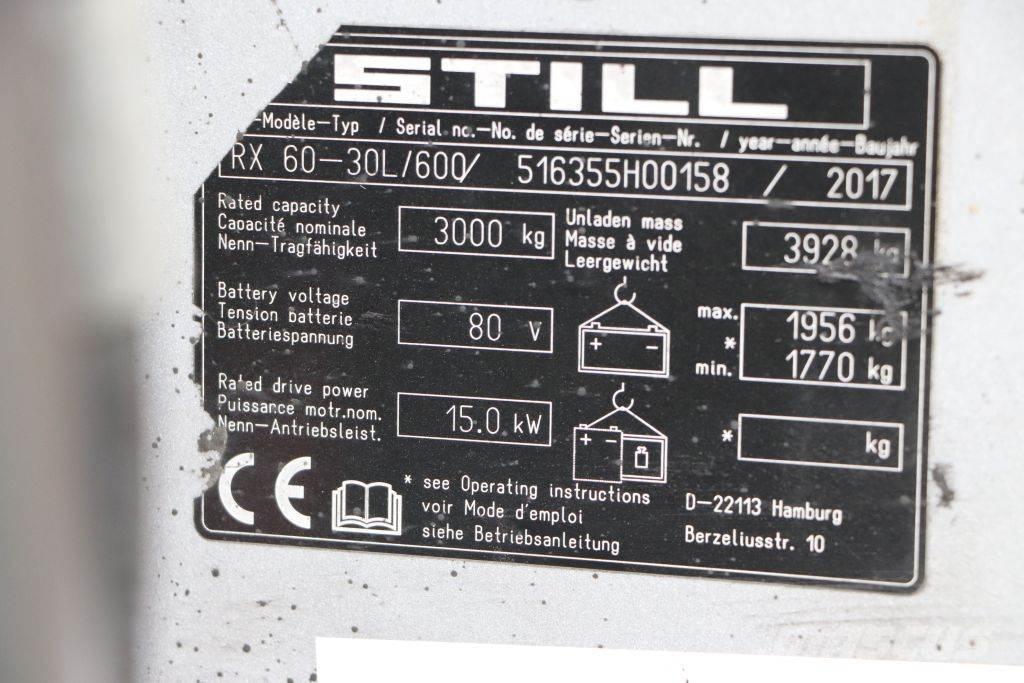 STILL
-Modèle-Typ / Serial no.-No. de série-Serien-Nr. / year-année-Baujahr
RX 60-30L/600/ 516355H00158 / 2017
Rated capacity
Capacité nominale
Nenn-Tragfähigkeit
3000 kg
Unladen mass
Masse à vide
Leergewicht
3928 kg
Battery voltage
Tension batterie
Batteriespannung
80 V
+ -
max. 1956 kg
*
min. 1770 kg
Rated drive power
Puissance motr.nom.
Nenn-Antriebsleist.
15.0 kW
+ -
* kg
CE
* see Operating instructions
voir Mode d'emploi
siehe Betriebsanleitung
D-22113 Hamburg
Berzeliusstr. 10